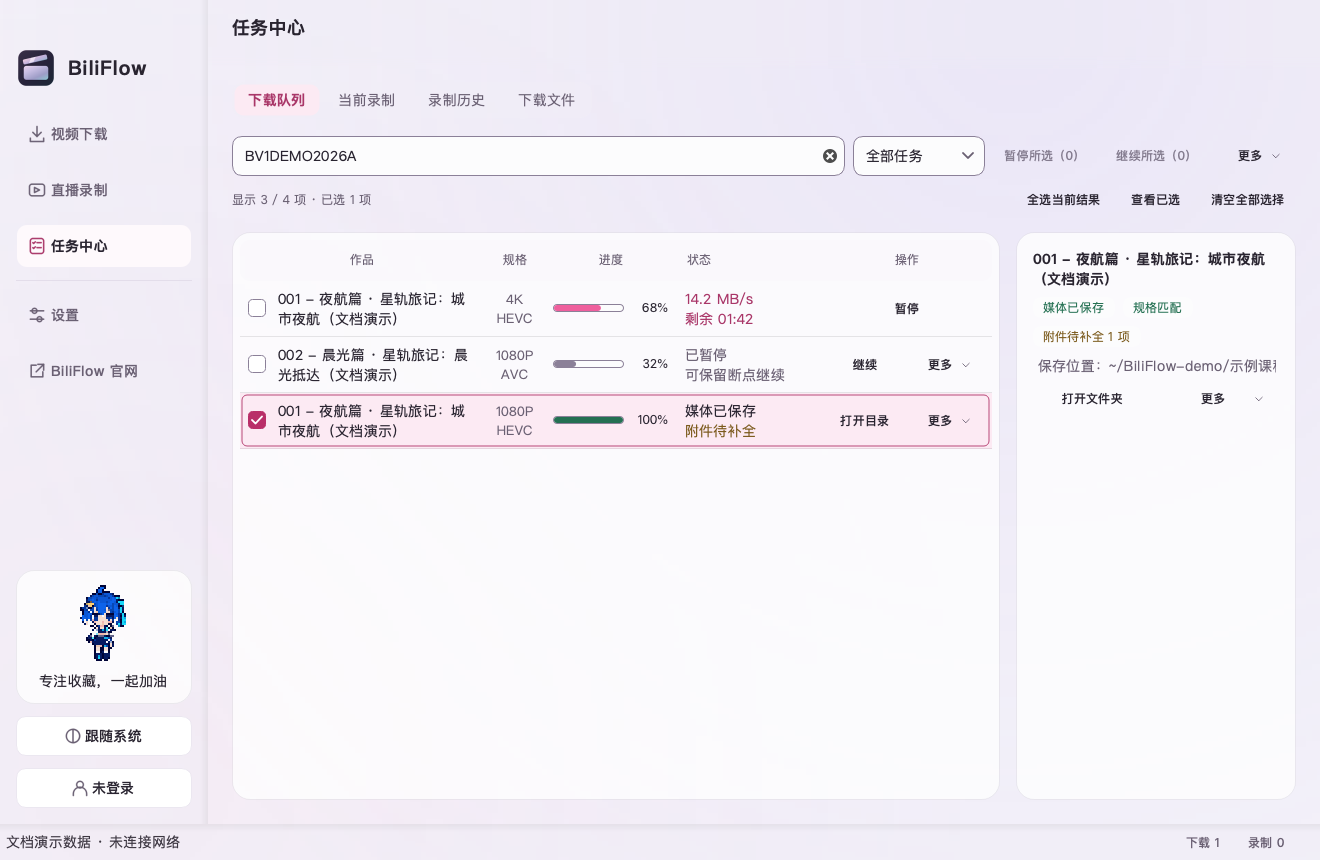 任务中心
BiliFlow
视频下载
直播录制
任务中心
设置
BiliFlow 官网
专注收藏，一起加油
跟随系统
未登录
下载队列 当前录制 录制历史 下载文件
BV1DEMO2026A 全部任务 暂停所选（0） 继续所选（0） 更多
显示 3 / 4 项 · 已选 1 项 全选当前结果 查看已选 清空全部选择
作品 规格 进度 状态 操作
001 – 夜航篇 · 星轨旅记：城 4K 68% 14.2 MB/s 暂停
市夜航（文档演示） HEVC 剩余 01:42
002 – 晨光篇 · 星轨旅记：晨 1080P 32% 已暂停 继续 更多
光抵达（文档演示） AVC 可保留断点继续
001 – 夜航篇 · 星轨旅记：城 1080P 100% 媒体已保存 打开目录 更多
市夜航（文档演示） HEVC 附件待补全
001 – 夜航篇 · 星轨旅记：城市夜航
（文档演示）
媒体已保存 规格匹配
附件待补全 1 项
保存位置：~/BiliFlow-demo/示例课
打开文件夹 更多
文档演示数据 · 未连接网络 下载 1 录制 0